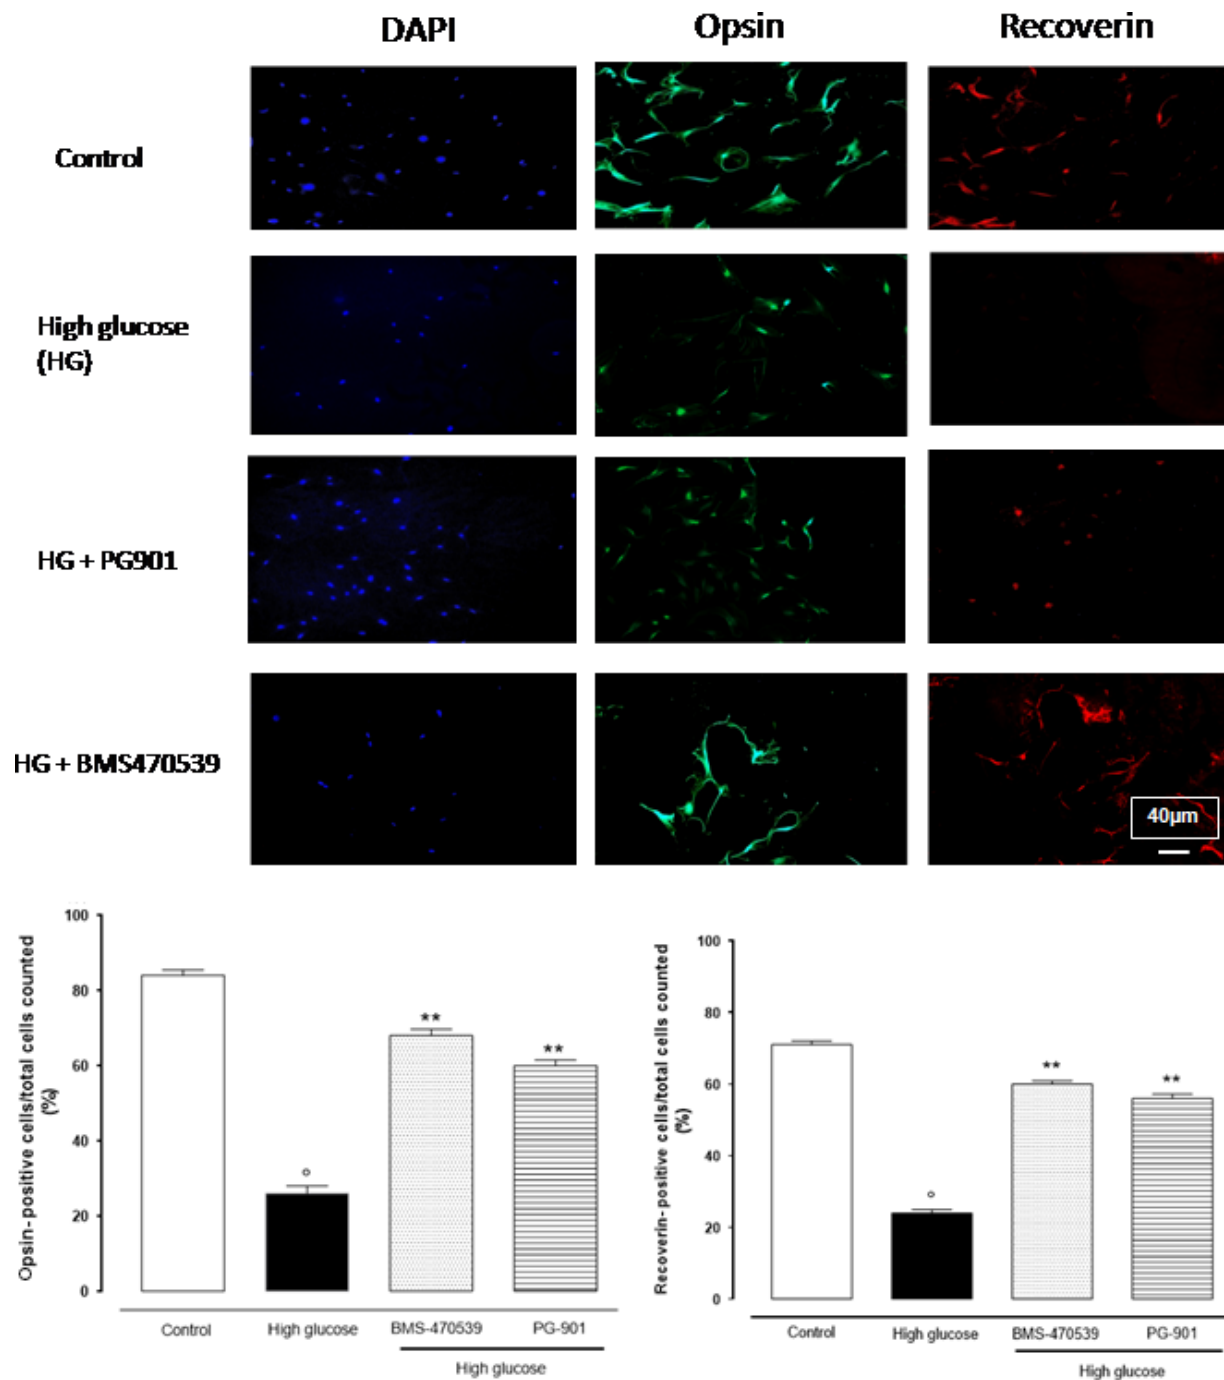 DAPI Opsin Recoverin
Control
High glucose
(HG)
HG + PG901
HG + BMS470539
40μm
Opsin-positive cells/total cells counted
(%)
100
80
60
40
20
0
°
**
**
Control High glucose BMS-470539 PG-901
High glucose
Recoverin-positive cells/total cells counted
(%)
100
80
60
40
20
0
°
**
**
Control High glucose BMS-470539 PG-901
High glucose